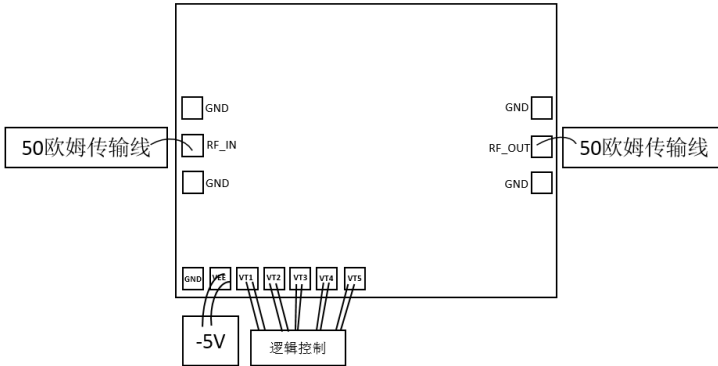 GND
GND
RF_IN
RF_OUT
50欧姆传输线
50欧姆传输线
GND
GND
GND
VEE
VT1
VT2
VT3
VT4
VT5
-5V
逻辑控制